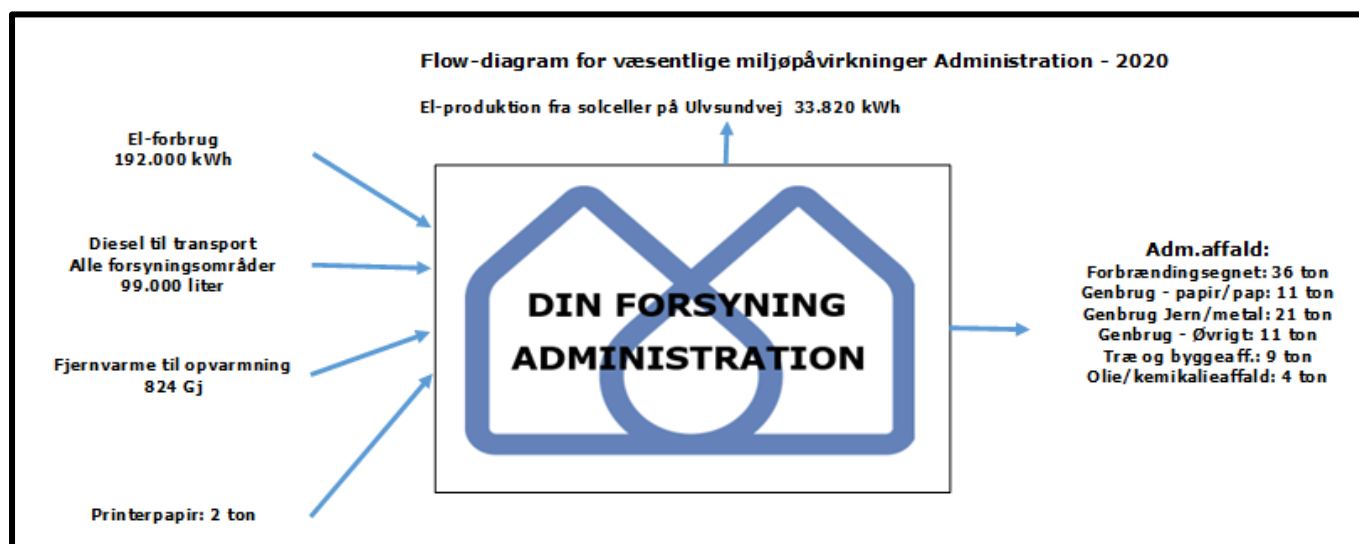 Flow-diagram for væsentlige miljøpåvirkninger Administration - 2020
El-produktion fra solceller på Ulvsundvej 33.820 kWh
El-forbrug
192.000 kWh
Diesel til transport
Alle forsyningsområder
99.000 liter
Fjernvarme til opvarmning
824 Gj
Printerpapir: 2 ton
DIN FORSYNING
ADMINISTRATION
Adm.affald:
Forbrændingsegnet: 36 ton
Genbrug - papir/pap: 11 ton
Genbrug Jern/metal: 21 ton
Genbrug - Øvrigt: 11 ton
Træ og byggeaff.: 9 ton
Olie/kemikalieaffald: 4 ton